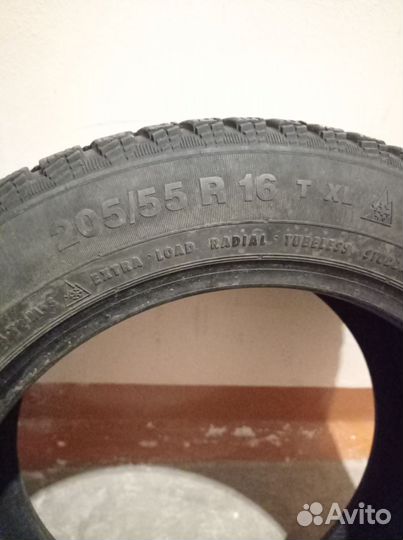 205/55 R 16 T XL
EXTRA LOAD RADIAL TUBELESS
Avito